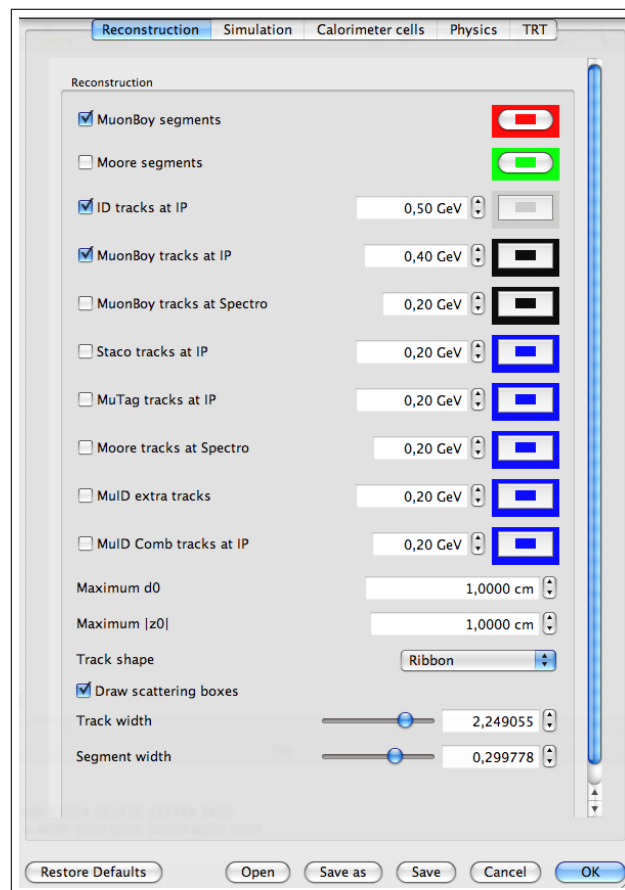 Reconstruction Simulation Calorimeter cells Physics TRT
Reconstruction
MuonBoy segments
Moore segments
ID tracks at IP 0,50 GeV
MuonBoy tracks at IP 0,40 GeV
MuonBoy tracks at Spectro 0,20 GeV
Staco tracks at IP 0,20 GeV
MuTag tracks at IP 0,20 GeV
Moore tracks at Spectro 0,20 GeV
MuID extra tracks 0,20 GeV
MuID Comb tracks at IP 0,20 GeV
Maximum d0 1,0000 cm
Maximum |z0| 1,0000 cm
Track shape Ribbon
Draw scattering boxes
Track width 2,249055
Segment width 0,299778
Restore Defaults Open Save as Save Cancel OK